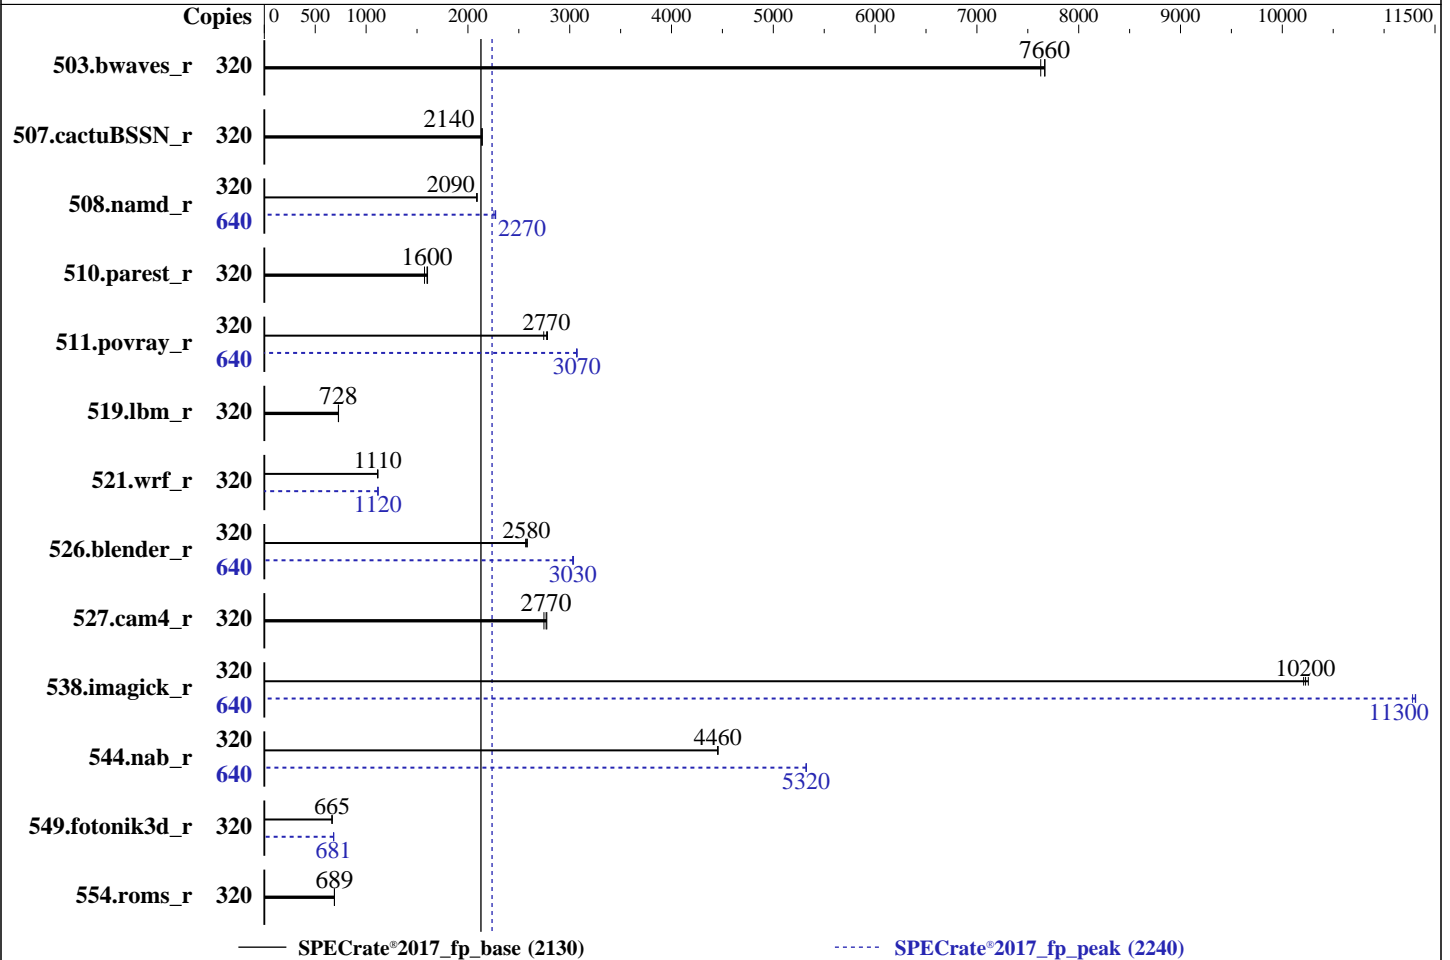 Copies 0 500 1000 2000 3000 4000 5000 6000 7000 8000 9000 10000 11500
503.bwaves_r 320 7660
507.cactuBSSN_r 320 2140
508.namd_r 320 2090
640 2270
510.parest_r 320 1600
511.povray_r 320 2770
640 3070
519.lbm_r 320 728
521.wrf_r 320 1110
1120
526.blender_r 320 2580
640 3030
527.cam4_r 320 2770
538.imagick_r 320 10200
640 11300
544.nab_r 320 4460
640 5320
549.fotonik3d_r 320 665
681
554.roms_r 320 689
SPECrate®2017_fp_base (2130) SPECrate®2017_fp_peak (2240)